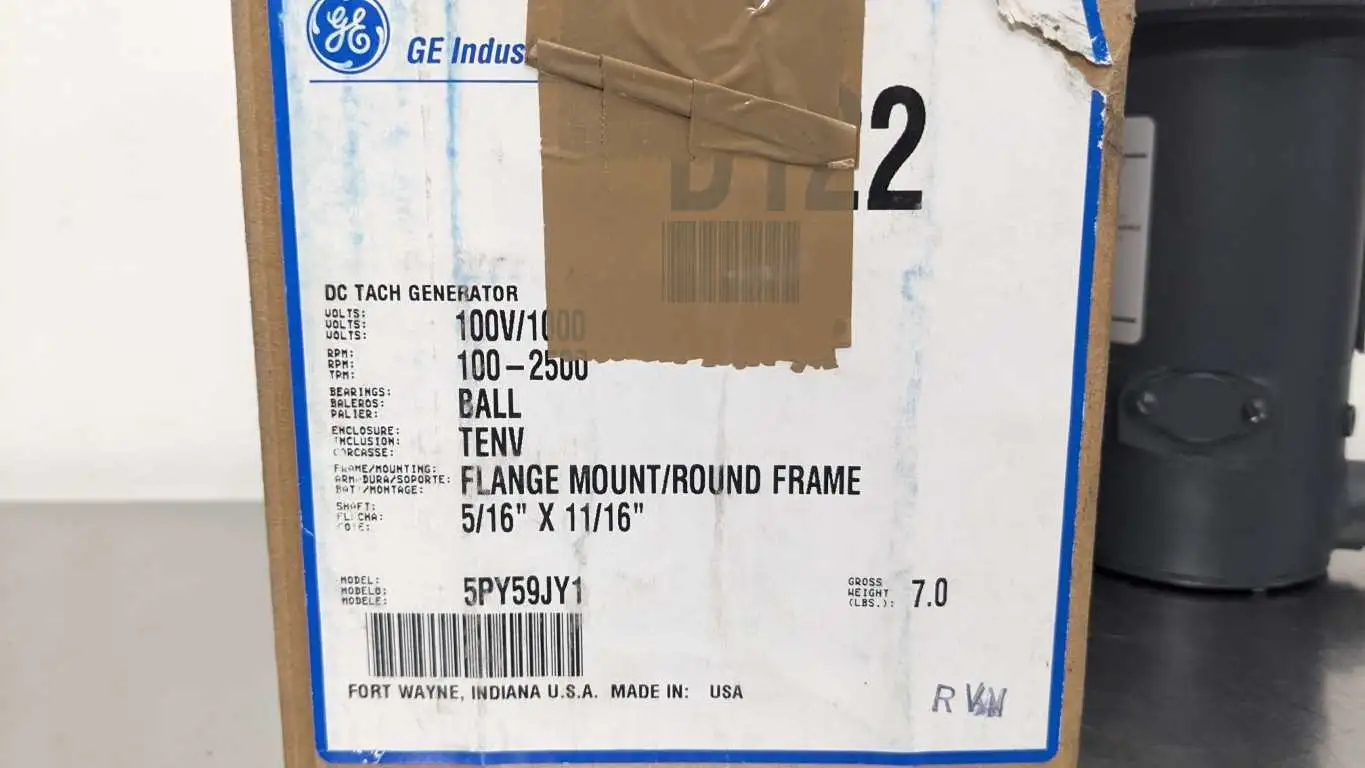 GE
GE Indus
D122
DC TACH GENERATOR
VOLTS:
VOLTS:
VOLTS:
100V/1000
RPM:
RPM:
TPM:
100-2500
BEARINGS:
BALEROS:
PALIER:
BALL
ENCLOSURE:
INCLUSION:
CARCASSE:
TENV
FRAME/MOUNTING:
ARMADURA/SOPORTE:
BATI/MONTAGE:
FLANGE MOUNT/ROUND FRAME
SHAFT:
FLECHA:
5/16" X 11/16"
MODEL:
MODELO:
MODELE:
5PY59JY1
GROSS
WEIGHT
(LBS.):
7.0
FORT WAYNE, INDIANA U.S.A. MADE IN: USA